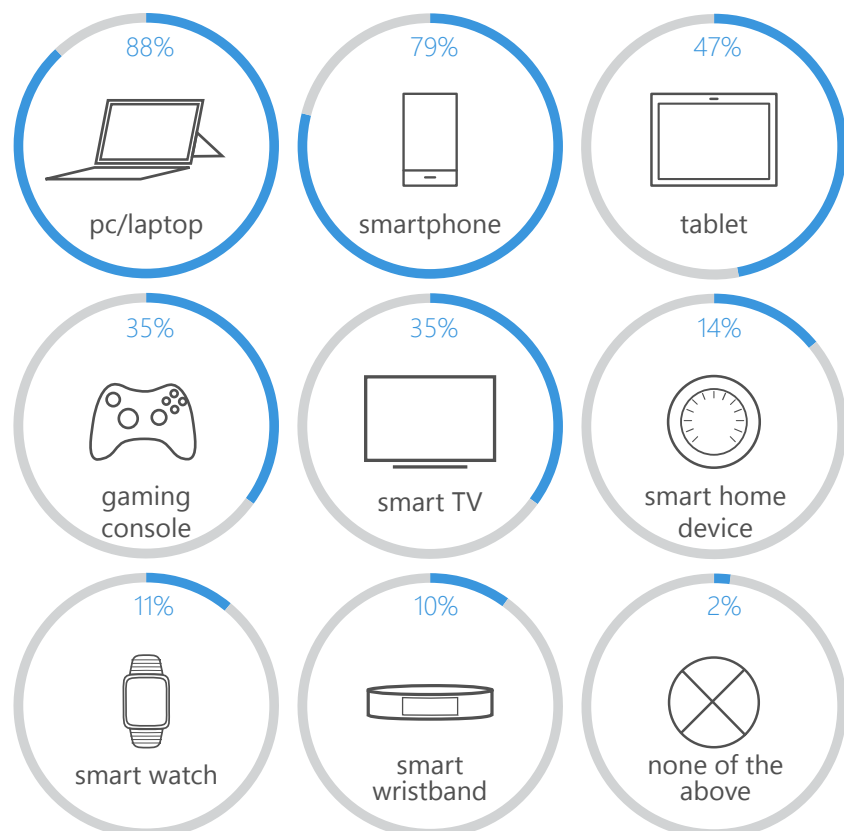 88%
pc/laptop
79%
smartphone
47%
tablet
35%
gaming
console
35%
smart TV
14%
smart home
device
11%
smart watch
10%
smart
wristband
2%
none of the
above